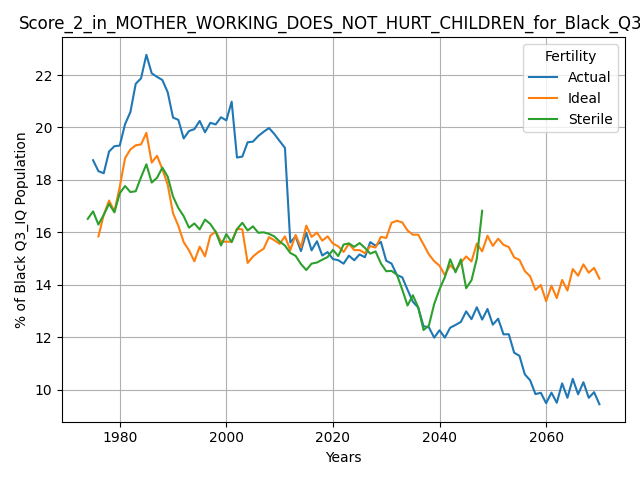 Score_2_in_MOTHER_WORKING_DOES_NOT_HURT_CHILDREN_for_Black_Q3
Fertility
Actual
Ideal
Sterile
% of Black Q3_IQ Population
22
20
18
16
14
12
10
1980 2000 2020 2040 2060
Years